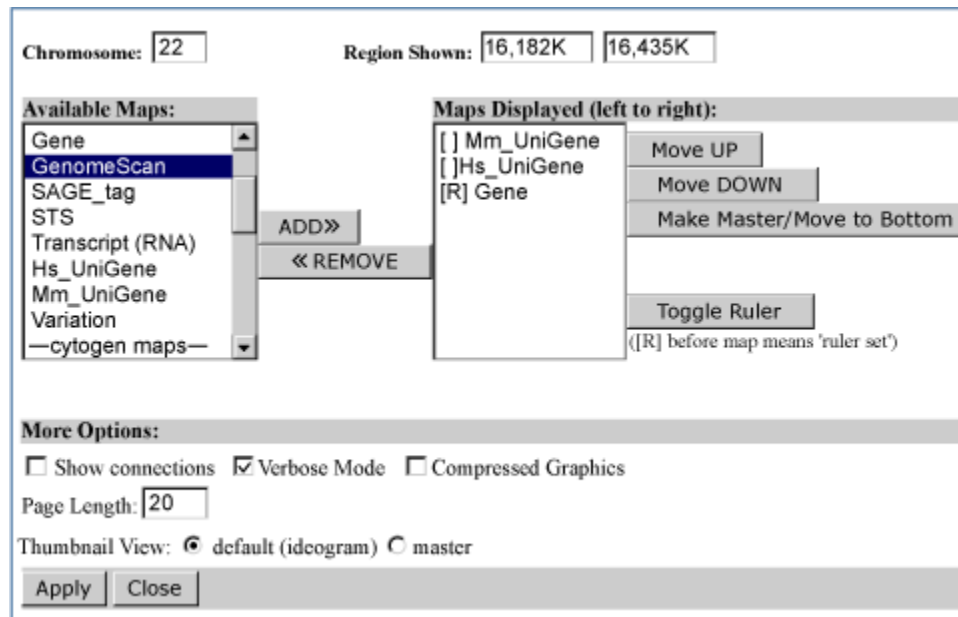 Chromosome: 22 Region Shown: 16,182K 16,435K
Available Maps:
Gene
GenomeScan
SAGE_tag
STS
Transcript (RNA)
Hs_UniGene
Mm_UniGene
Variation
—cytogen maps—
ADD»
« REMOVE
Maps Displayed (left to right):
[ ] Mm_UniGene
[ ]Hs_UniGene
[R] Gene
Move UP
Move DOWN
Make Master/Move to Bottom
Toggle Ruler
([R] before map means 'ruler set')
More Options:
Show connections Verbose Mode Compressed Graphics
Page Length: 20
Thumbnail View: default (ideogram) master
Apply Close